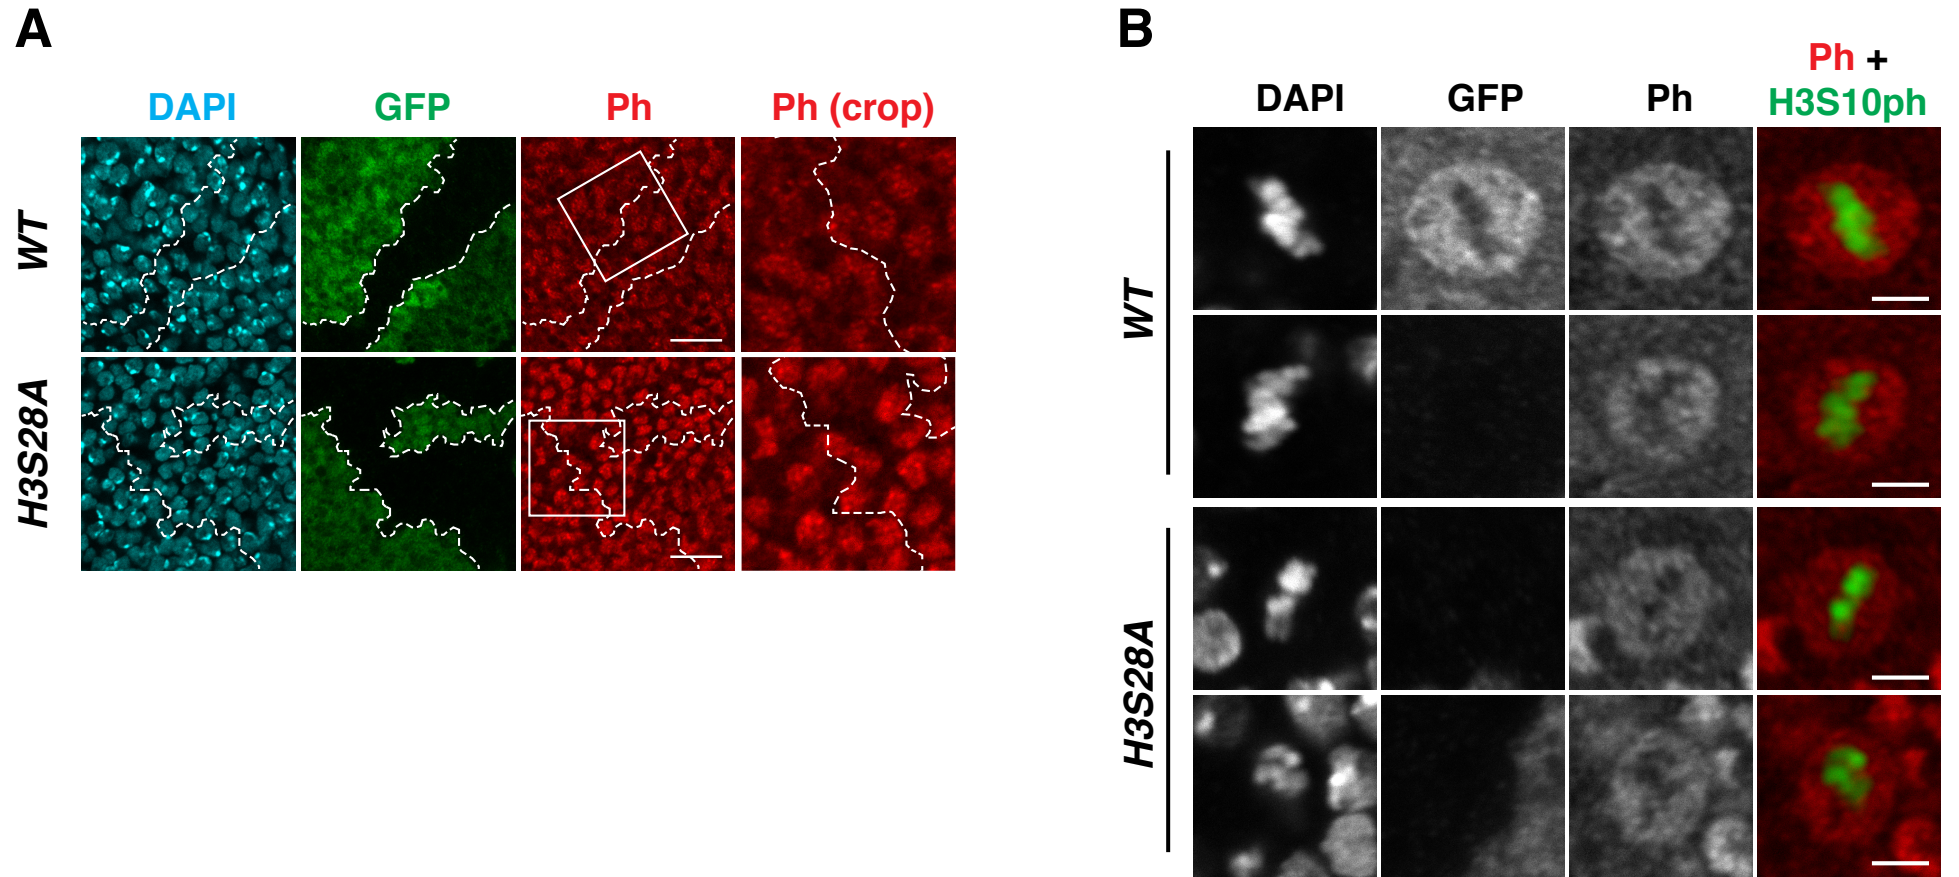 A
DAPI GFP Ph Ph (crop)
WT
H3S28A
B
DAPI GFP Ph Ph +
H3S10ph
WT
H3S28A